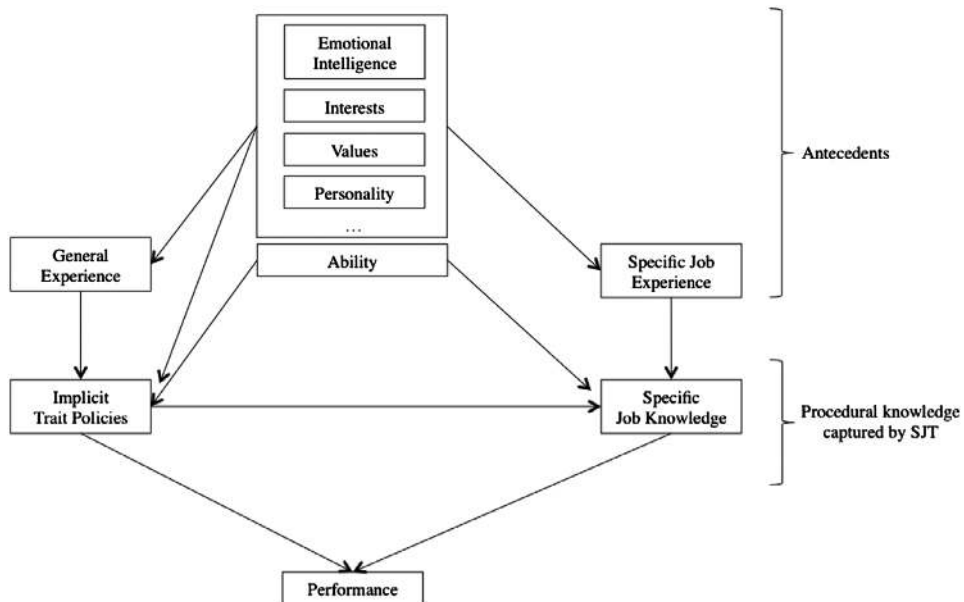 Emotional
Intelligence
Interests
Values
Personality
...
Antecedents
General
Experience
Ability
Specific Job
Experience
Implicit
Trait Policies
Specific
Job Knowledge
Procedural knowledge
captured by SJT
Performance